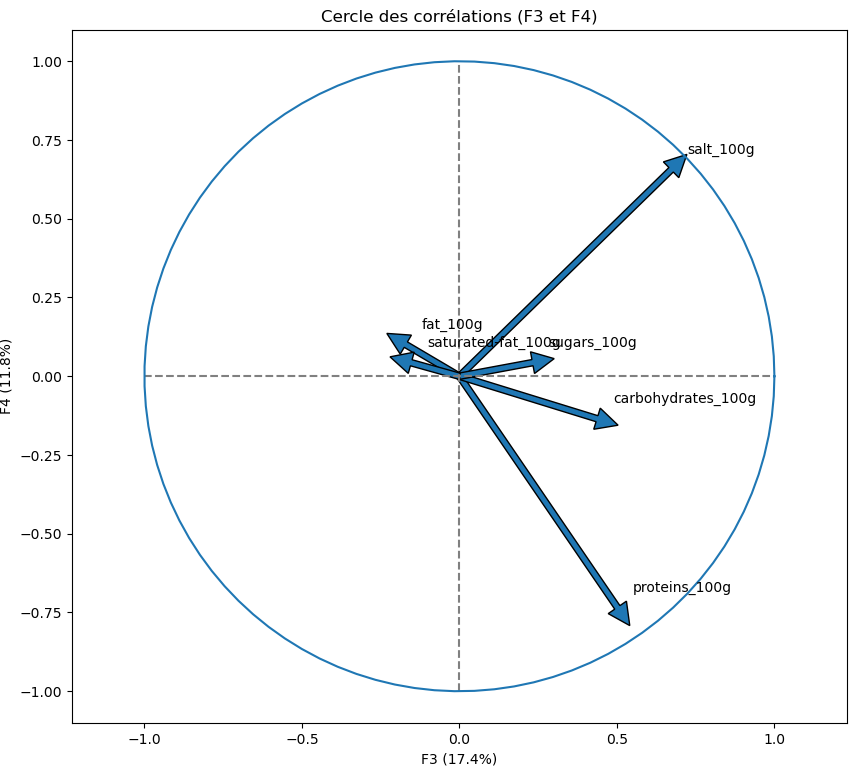 Cercle des corrélations (F3 et F4)
1.00
0.75
0.50
0.25
0.00
−0.25
−0.50
−0.75
−1.00
F4 (11.8%)
salt_100g
fat_100g
saturated-fat_100g
sugars_100g
carbohydrates_100g
proteins_100g
−1.0
−0.5
0.0
0.5
1.0
F3 (17.4%)